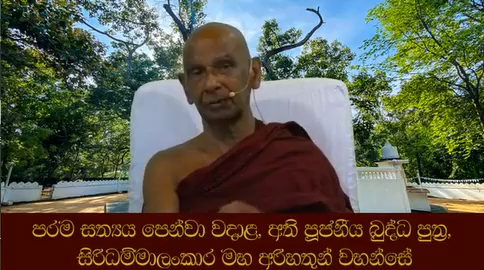 පරම සත්‍යය පෙන්වා වදාළ, අති පූජනීය බුද්ධ පුත්‍ර,
සිරිධම්මාලංකාර මහ අරිහතුන් වහන්සේ